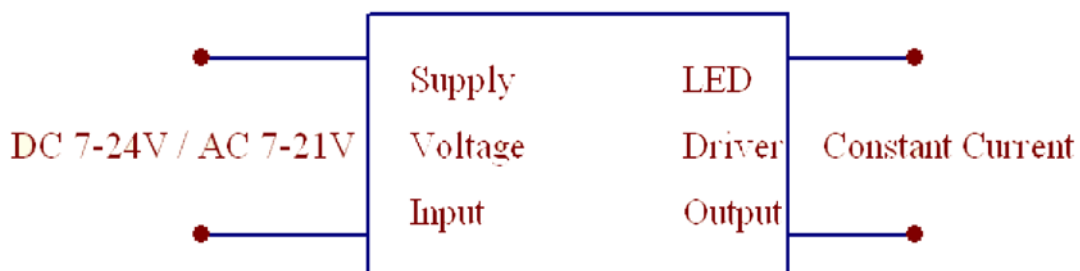 Supply
LED
DC 7-24V / AC 7-21V
Voltage
Driver
Constant Current
Input
Output